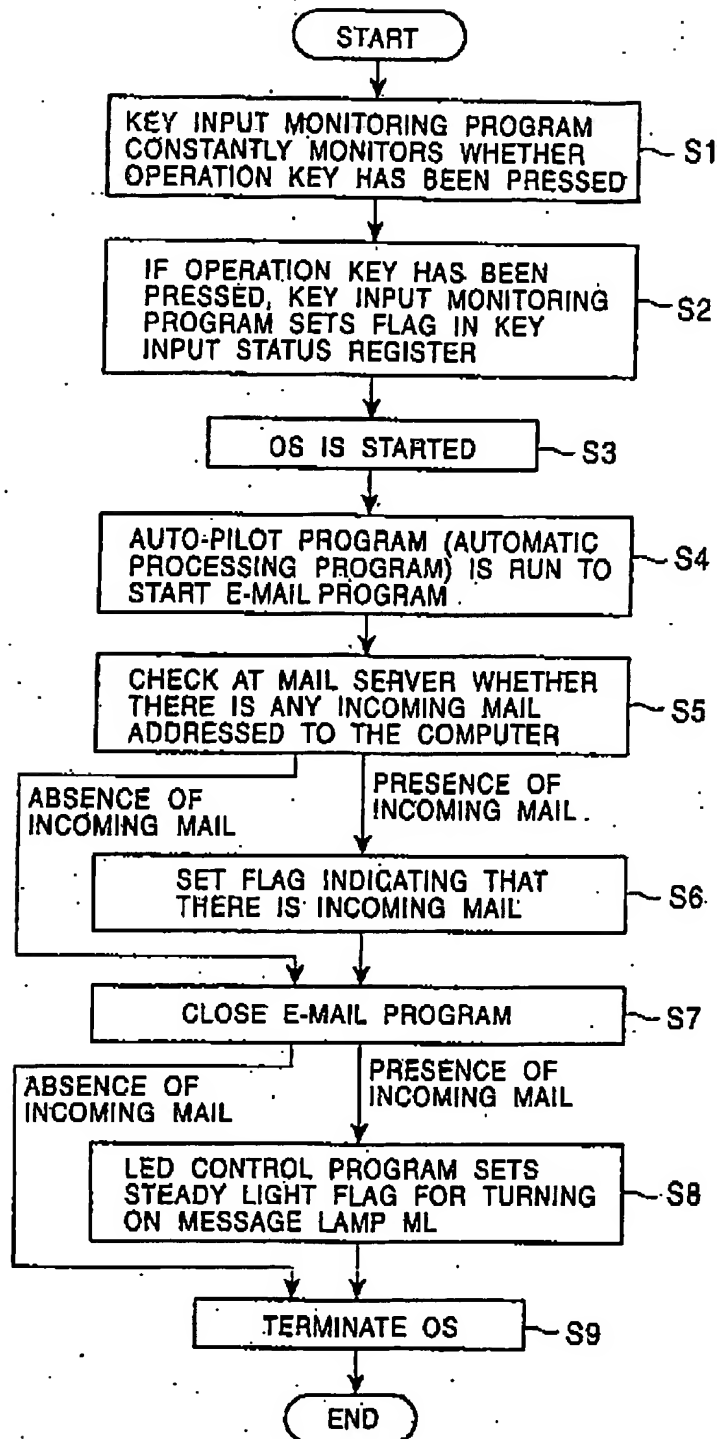 START
KEY INPUT MONITORING PROGRAM
CONSTANTLY MONITORS WHETHER
OPERATION KEY HAS BEEN PRESSED
S1
IF OPERATION KEY HAS BEEN
PRESSED, KEY INPUT MONITORING
PROGRAM SETS FLAG IN KEY
INPUT STATUS REGISTER
S2
OS IS STARTED
S3
AUTO-PILOT PROGRAM (AUTOMATIC
PROCESSING PROGRAM) IS RUN TO
START E-MAIL PROGRAM
S4
CHECK AT MAIL SERVER WHETHER
THERE IS ANY INCOMING MAIL
ADDRESSED TO THE COMPUTER
S5
ABSENCE OF
INCOMING MAIL
PRESENCE OF
INCOMING MAIL
SET FLAG INDICATING THAT
THERE IS INCOMING MAIL
S6
CLOSE E-MAIL PROGRAM
S7
ABSENCE OF
INCOMING MAIL
PRESENCE OF
INCOMING MAIL
LED CONTROL PROGRAM SETS
STEADY LIGHT FLAG FOR TURNING
ON MESSAGE LAMP ML
S8
TERMINATE OS
S9
END